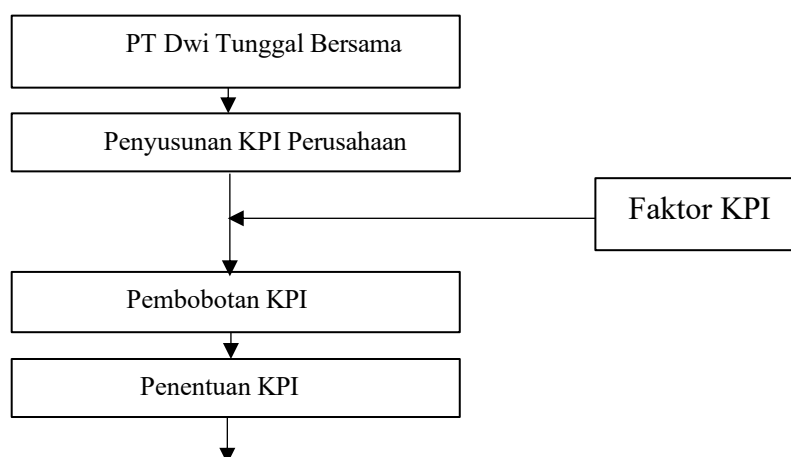 PT Dwi Tunggal Bersama
Penyusunan KPI Perusahaan
Faktor KPI
Pembobotan KPI
Penentuan KPI